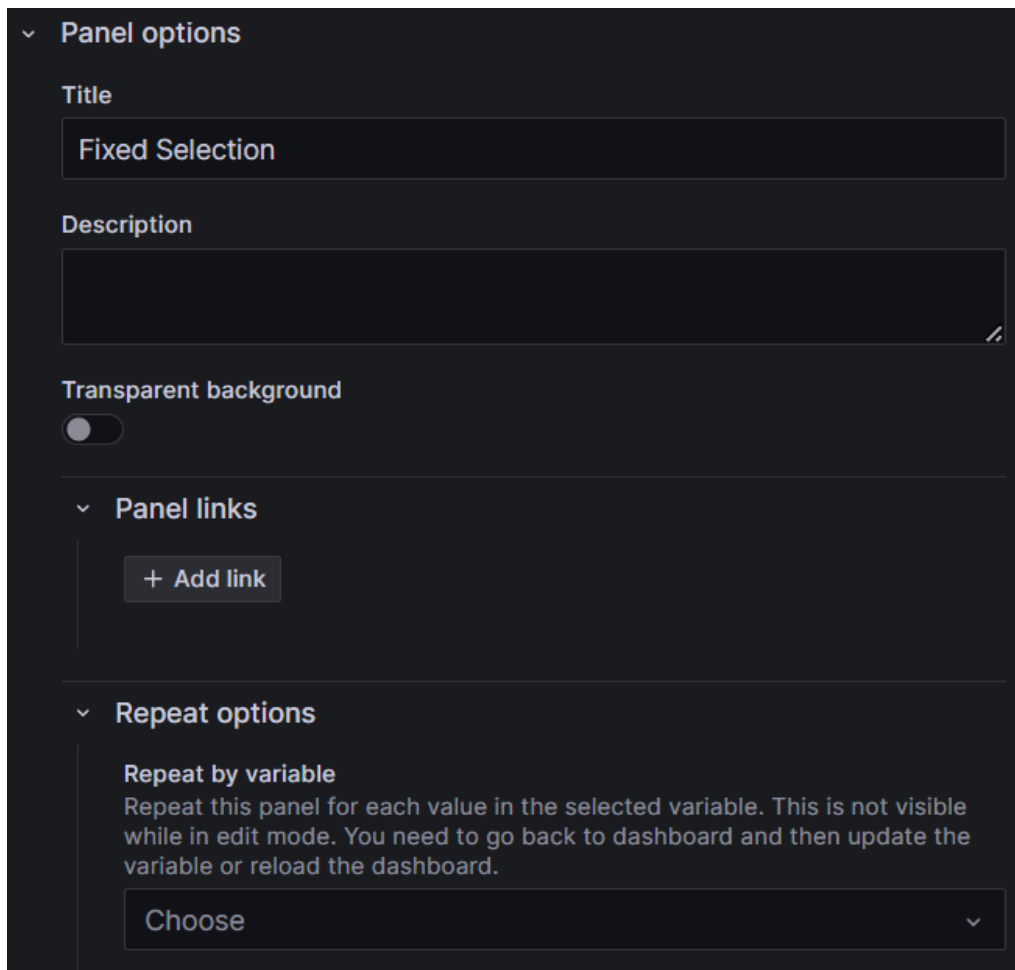 Panel options
Title
Fixed Selection
Description
Transparent background
Panel links
+ Add link
Repeat options
Repeat by variable
Repeat this panel for each value in the selected variable. This is not visible
while in edit mode. You need to go back to dashboard and then update the
variable or reload the dashboard.
Choose